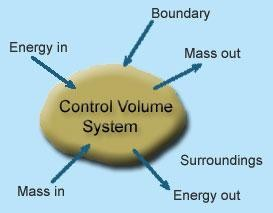 Boundary
Energy in
Mass out
Control Volume
System
Surroundings
Mass in
Energy out